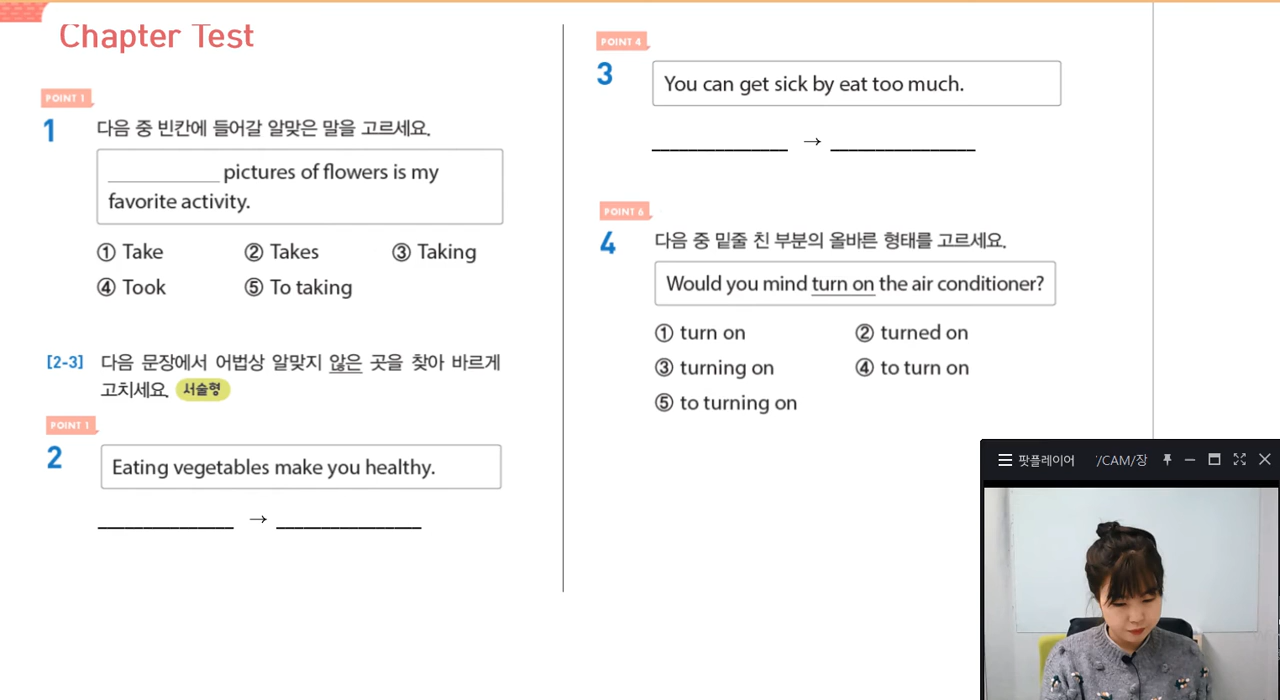 Chapter Test
POINT 1
1 다음 중 빈칸에 들어갈 알맞은 말을 고르세요.
____________ pictures of flowers is my
favorite activity.
① Take ② Takes ③ Taking
④ Took ⑤ To taking
[2-3] 다음 문장에서 어법상 알맞지 않은 곳을 찾아 바르게
고치세요. 서술형
POINT 1
2 Eating vegetables make you healthy.
_______________ → ________________
POINT 4
3 You can get sick by eat too much.
_______________ → ________________
POINT 6
4 다음 중 밑줄 친 부분의 올바른 형태를 고르세요.
Would you mind turn on the air conditioner?
① turn on ② turned on
③ turning on ④ to turn on
⑤ to turning on
팟플레이어 /CAM/장